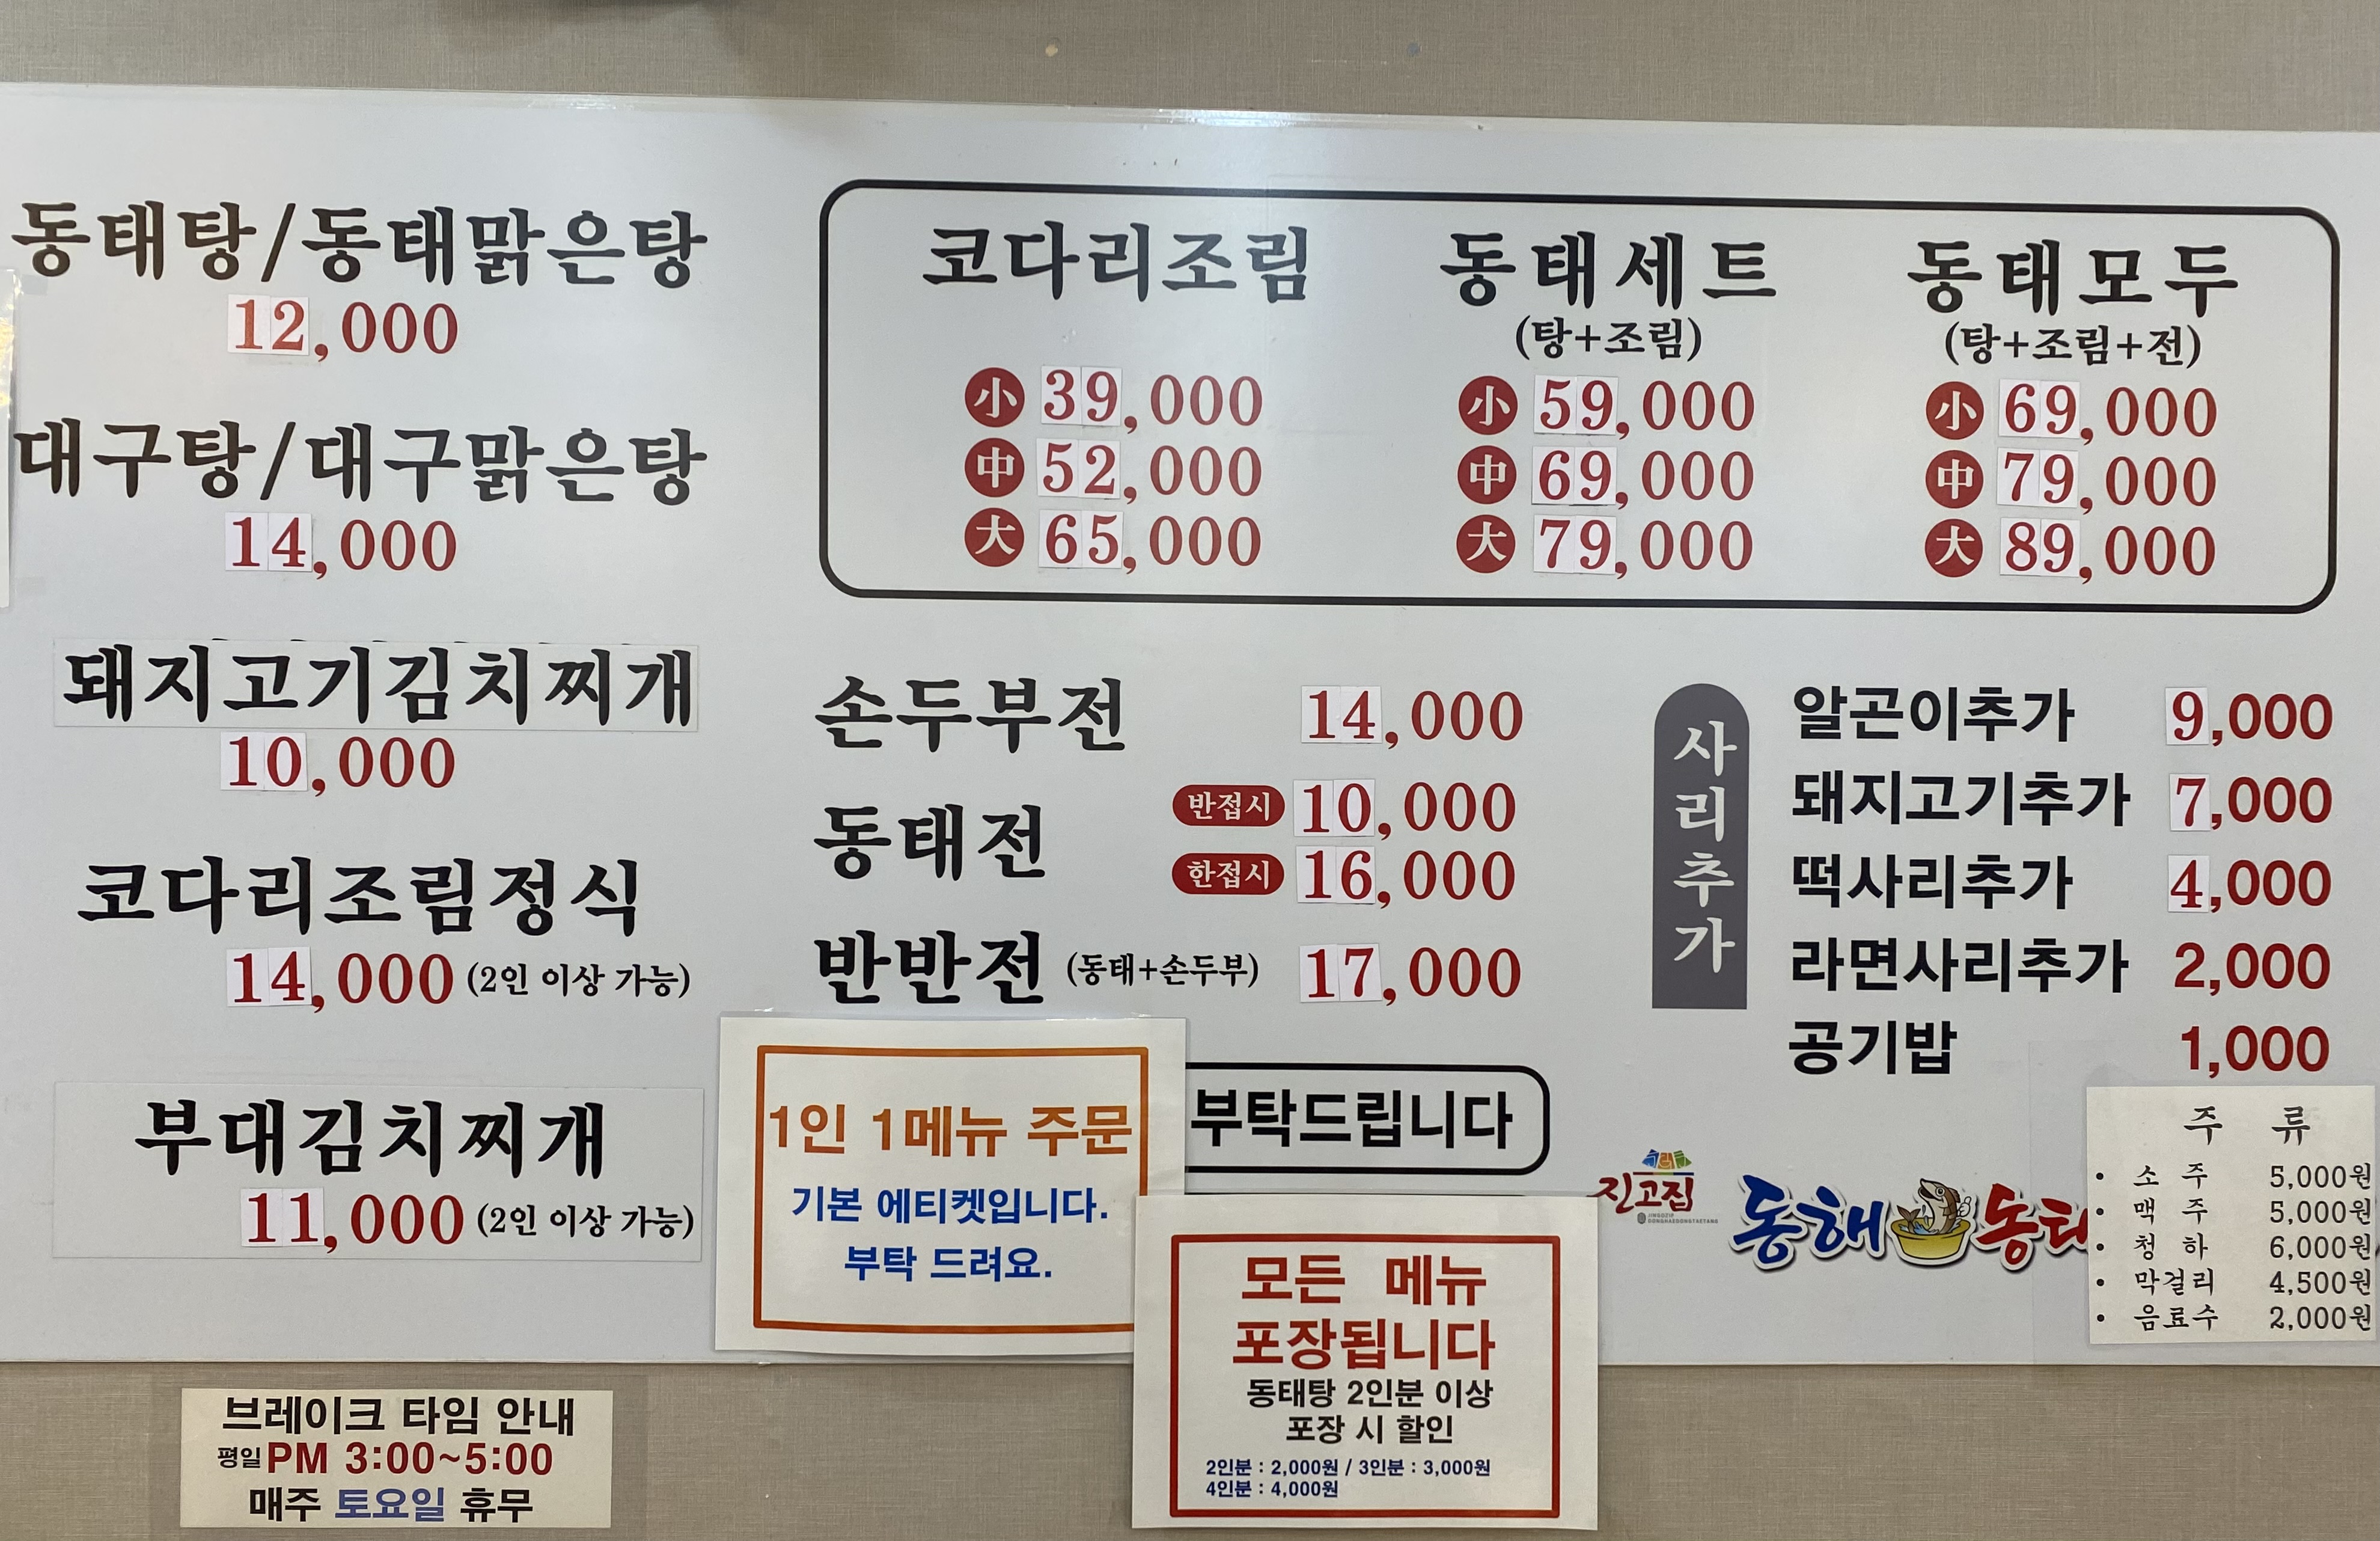 동태탕/동태맑은탕
12,000
대구탕/대구맑은탕
14,000
돼지고기김치찌개
10,000
코다리조림정식
14,000 (2인 이상 가능)
부대김치찌개
11,000 (2인 이상 가능)
코다리조림
小 39,000
中 52,000
大 65,000
동태세트
(탕+조림)
小 59,000
中 69,000
大 79,000
동태모두
(탕+조림+전)
小 69,000
中 79,000
大 89,000
손두부전 14,000
동태전
반접시 10,000
한접시 16,000
반반전 (동태+손두부) 17,000
사리추가
알곤이추가 9,000
돼지고기추가 7,000
떡사리추가 4,000
라면사리추가 2,000
공기밥 1,000
1인 1메뉴 주문
기본 에티켓입니다.
부탁 드려요.
부탁드립니다
모든 메뉴
포장됩니다
동태탕 2인분 이상
포장 시 할인
2인분 : 2,000원 / 3인분 : 3,000원
4인분 : 4,000원
진고집
JINGOZIP
DONGHAEDONGTAETANG
동해 동태
주 류
• 소 주 5,000원
• 맥 주 5,000원
• 청 하 6,000원
• 막걸리 4,500원
• 음료수 2,000원
브레이크 타임 안내
평일 PM 3:00~5:00
매주 토요일 휴무